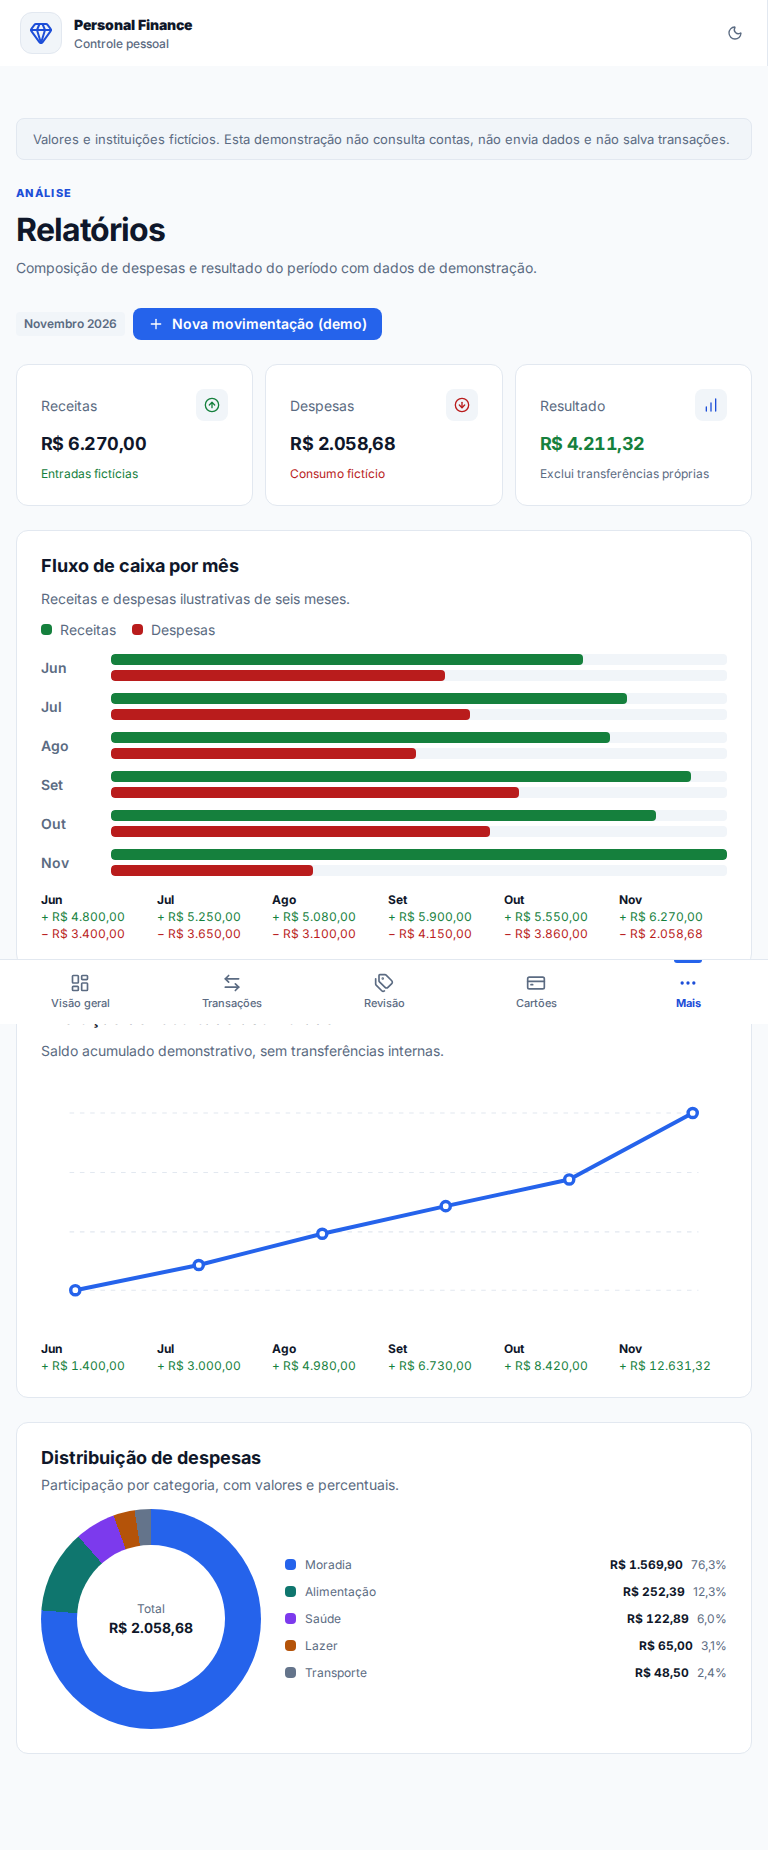 Personal Finance
Controle pessoal
Valores e instituições fictícios. Esta demonstração não consulta contas, não envia dados e não salva transações.
ANÁLISE
Relatórios
Composição de despesas e resultado do período com dados de demonstração.
Novembro 2026
Nova movimentação (demo)
Receitas
R$ 6.270,00
Entradas fictícias
Despesas
R$ 2.058,68
Consumo fictício
Resultado
R$ 4.211,32
Exclui transferências próprias
Fluxo de caixa por mês
Receitas e despesas ilustrativas de seis meses.
Receitas Despesas
Jun
Jul
Ago
Set
Out
Nov
Jun Jul Ago Set Out Nov
+ R$ 4.800,00 + R$ 5.250,00 + R$ 5.080,00 + R$ 5.900,00 + R$ 5.550,00 + R$ 6.270,00
− R$ 3.400,00 − R$ 3.650,00 − R$ 3.100,00 − R$ 4.150,00 − R$ 3.860,00 − R$ 2.058,68
Visão geral Transações Revisão Cartões Mais
Saldo acumulado demonstrativo, sem transferências internas.
Jun Jul Ago Set Out Nov
+ R$ 1.400,00 + R$ 3.000,00 + R$ 4.980,00 + R$ 6.730,00 + R$ 8.420,00 + R$ 12.631,32
Distribuição de despesas
Participação por categoria, com valores e percentuais.
Total
R$ 2.058,68
Moradia R$ 1.569,90 76,3%
Alimentação R$ 252,39 12,3%
Saúde R$ 122,89 6,0%
Lazer R$ 65,00 3,1%
Transporte R$ 48,50 2,4%